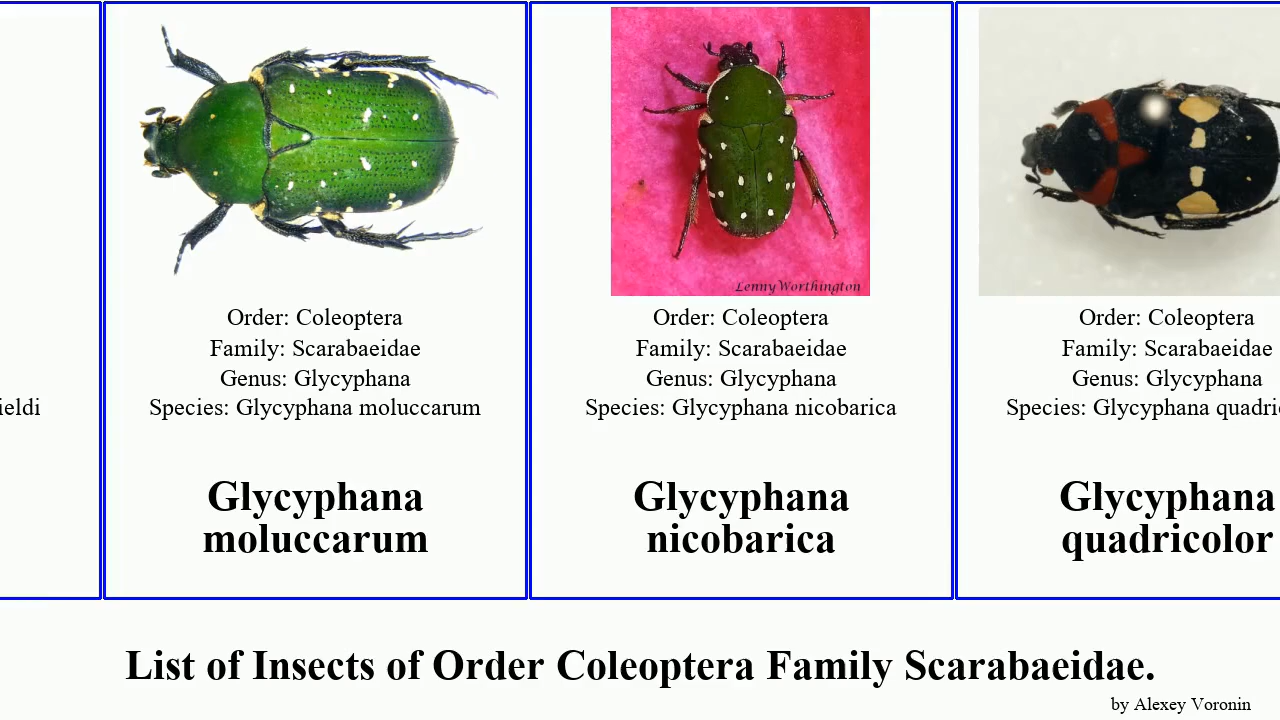 ieldi
Order: Coleoptera
Family: Scarabaeidae
Genus: Glycyphana
Species: Glycyphana moluccarum
Glycyphana
moluccarum
LennyWorthington
Order: Coleoptera
Family: Scarabaeidae
Genus: Glycyphana
Species: Glycyphana nicobarica
Glycyphana
nicobarica
Order: Coleoptera
Family: Scarabaeidae
Genus: Glycyphana
Species: Glycyphana quadri
Glycyphana
quadricolor
List of Insects of Order Coleoptera Family Scarabaeidae.
by Alexey Voronin